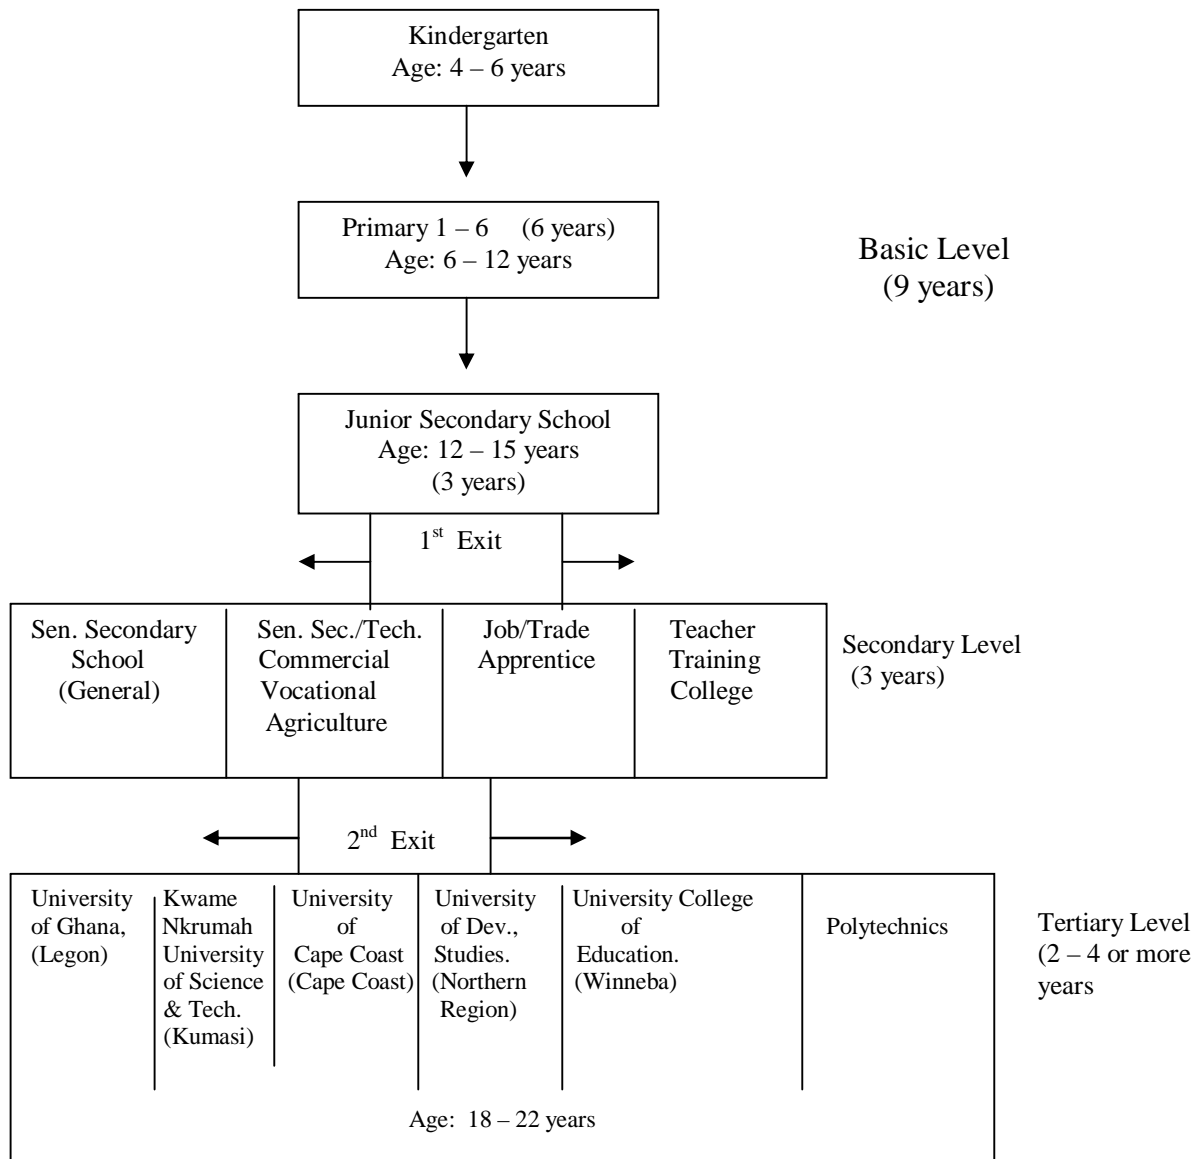 Kindergarten
Age: 4 – 6 years
Primary 1 – 6 (6 years)
Age: 6 – 12 years
Basic Level
(9 years)
Junior Secondary School
Age: 12 – 15 years
(3 years)
1st Exit
Sen. Secondary
School
(General)
Sen. Sec./Tech.
Commercial
Vocational
Agriculture
Job/Trade
Apprentice
Teacher
Training
College
Secondary Level
(3 years)
2nd Exit
University
of Ghana,
(Legon)
Kwame
Nkrumah
University
of Science
& Tech.
(Kumasi)
University
of
Cape Coast
(Cape Coast)
University
of Dev.,
Studies.
(Northern
Region)
University College
of
Education.
(Winneba)
Polytechnics
Tertiary Level
(2 – 4 or more
years
Age: 18 – 22 years